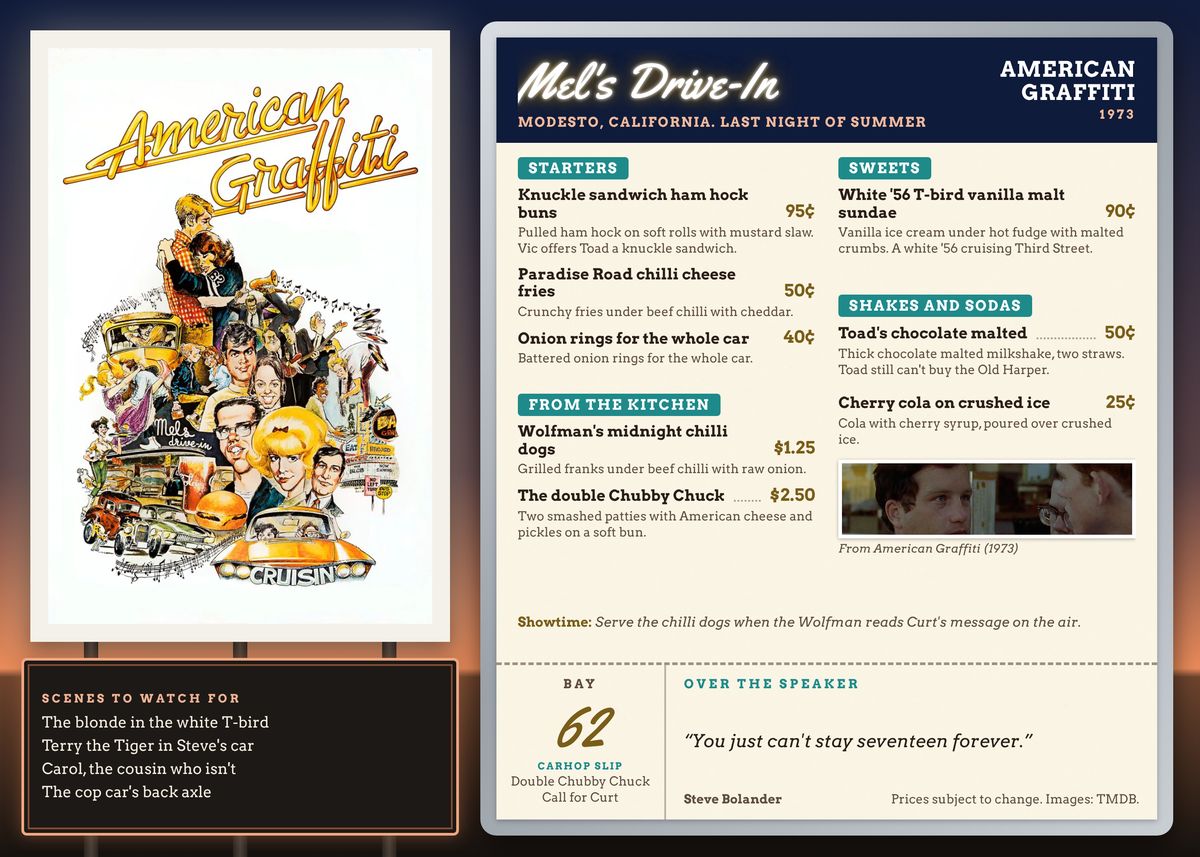 American
Graffiti
Mel's
drive-in
EAT
CRUISIN'
SCENES TO WATCH FOR
The blonde in the white T-bird
Terry the Tiger in Steve's car
Carol, the cousin who isn't
The cop car's back axle
Mel's Drive-In
MODESTO, CALIFORNIA. LAST NIGHT OF SUMMER
AMERICAN
GRAFFITI
1973
STARTERS
Knuckle sandwich ham hock
buns 95¢
Pulled ham hock on soft rolls with mustard slaw.
Vic offers Toad a knuckle sandwich.
Paradise Road chilli cheese
fries 50¢
Crunchy fries under beef chilli with cheddar.
Onion rings for the whole car 40¢
Battered onion rings for the whole car.
FROM THE KITCHEN
Wolfman's midnight chilli
dogs $1.25
Grilled franks under beef chilli with raw onion.
The double Chubby Chuck ........ $2.50
Two smashed patties with American cheese and
pickles on a soft bun.
SWEETS
White '56 T-bird vanilla malt
sundae 90¢
Vanilla ice cream under hot fudge with malted
crumbs. A white '56 cruising Third Street.
SHAKES AND SODAS
Toad's chocolate malted ................ 50¢
Thick chocolate malted milkshake, two straws.
Toad still can't buy the Old Harper.
Cherry cola on crushed ice 25¢
Cola with cherry syrup, poured over crushed
ice.
From American Graffiti (1973)
Showtime: Serve the chilli dogs when the Wolfman reads Curt's message on the air.
BAY
62
CARHOP SLIP
Double Chubby Chuck
Call for Curt
OVER THE SPEAKER
“You just can't stay seventeen forever.”
Steve Bolander
Prices subject to change. Images: TMDB.